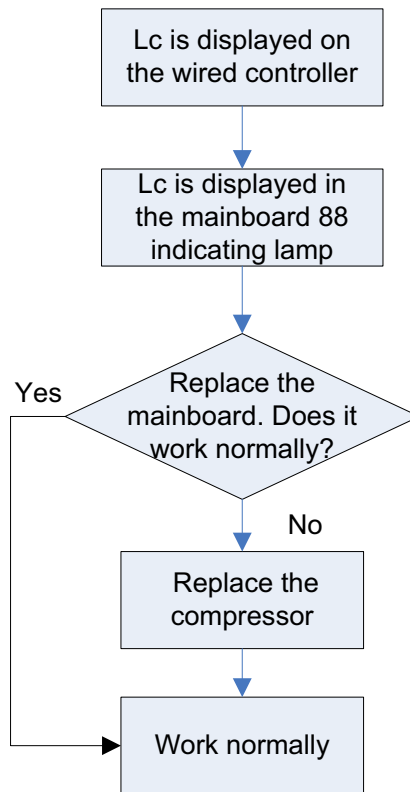 Lc is displayed on
the wired controller
Lc is displayed in
the mainboard 88
indicating lamp
Yes
Replace the
mainboard. Does it
work normally?
No
Replace the
compressor
Work normally